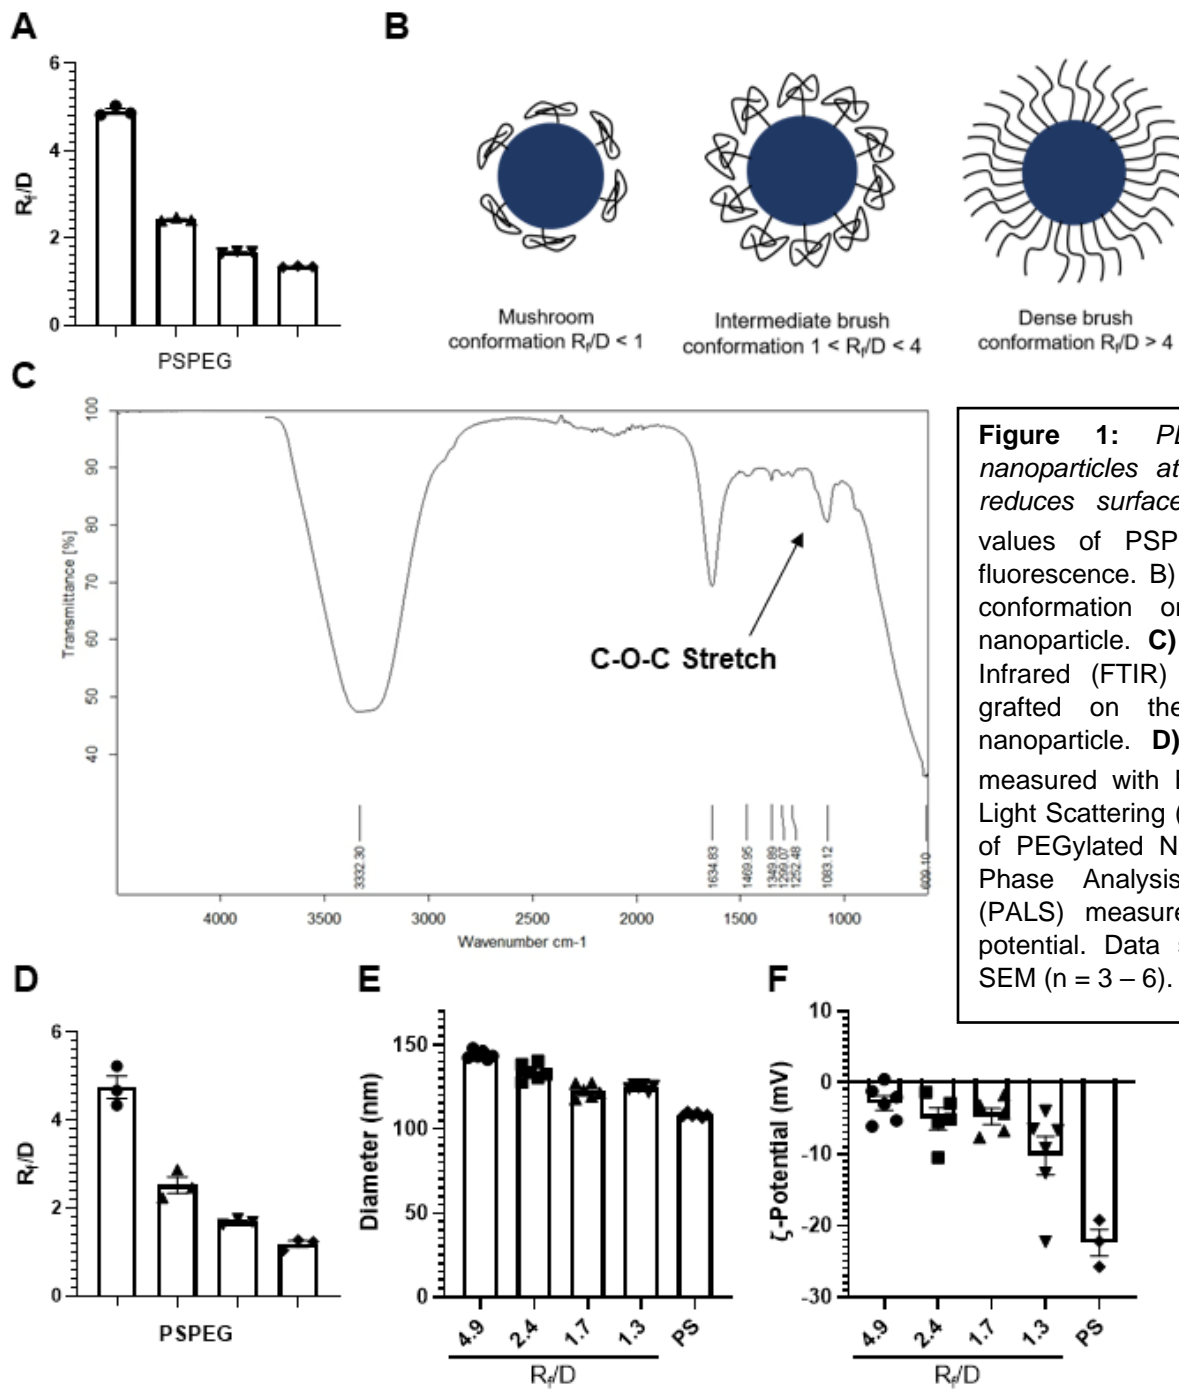 A
B
6
4
2
0
Rf/D
PSPEG
Mushroom
conformation Rf/D < 1
Intermediate brush
conformation 1 < Rf/D < 4
Dense brush
conformation Rf/D > 4
C
100
90
80
70
60
50
40
Transmittance [%]
C-O-C Stretch
3332.30
1634.83
1469.95
1349.89
1299.07
1252.48
1083.12
609.10
4000
3500
3000
2500
2000
1500
1000
Wavenumber cm-1
Figure 1:
nanoparticles at
reduces surface
values of
fluorescence. B)
conformation
nanoparticle. C)
Infrared (FTIR)
grafted on the
nanoparticle. D)
measured with
Light Scattering
of PEGylated
Phase Analysis
(PALS)
potential. Data
SEM (n = 3 – 6).
D
6
4
2
0
Rf/D
PSPEG
E
150
100
50
0
Diameter (nm)
4.9
2.4
1.7
1.3
PS
Rf/D
F
10
0
-10
-20
-30
ζ-Potential (mV)
4.9
2.4
1.7
1.3
PS
Rf/D